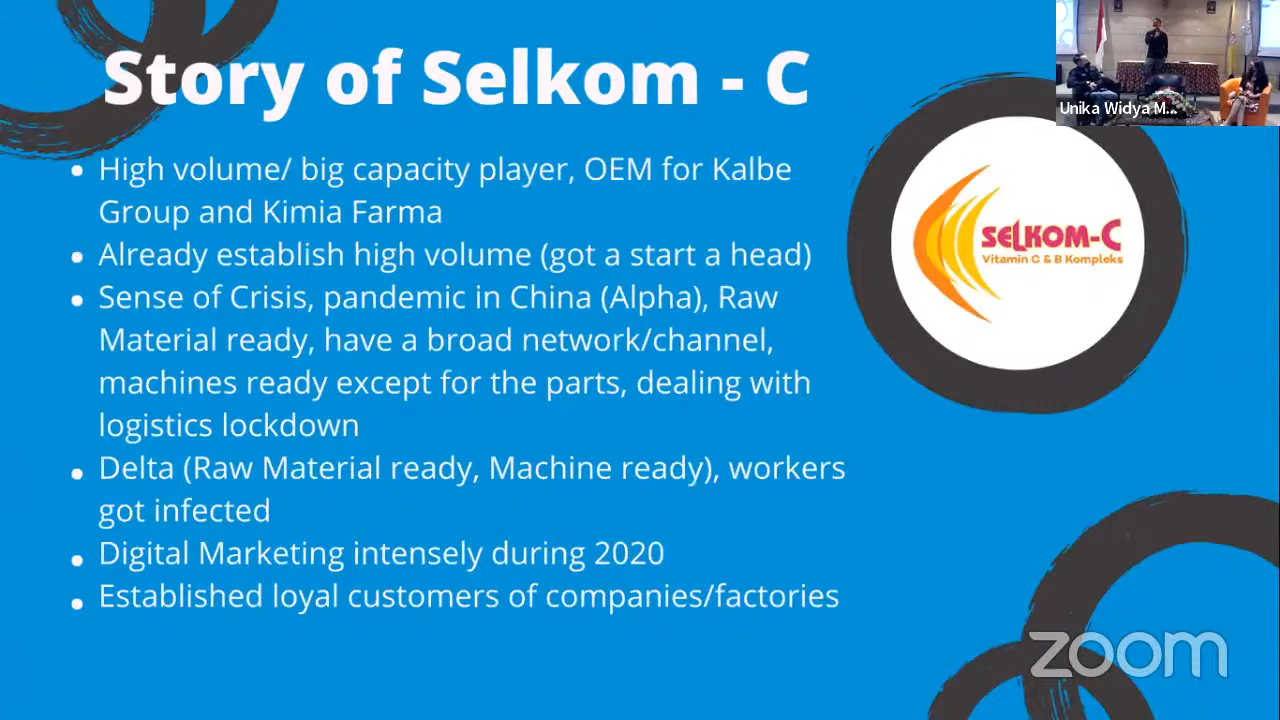 Story of Selkom - C
Unika Widya M...
High volume/ big capacity player, OEM for Kalbe
Group and Kimia Farma
Already establish high volume (got a start a head)
Sense of Crisis, pandemic in China (Alpha), Raw
Material ready, have a broad network/channel,
machines ready except for the parts, dealing with
logistics lockdown
Delta (Raw Material ready, Machine ready), workers
got infected
Digital Marketing intensely during 2020
Established loyal customers of companies/factories
SELKOM-C
Vitamin C & B Kompleks
zoom